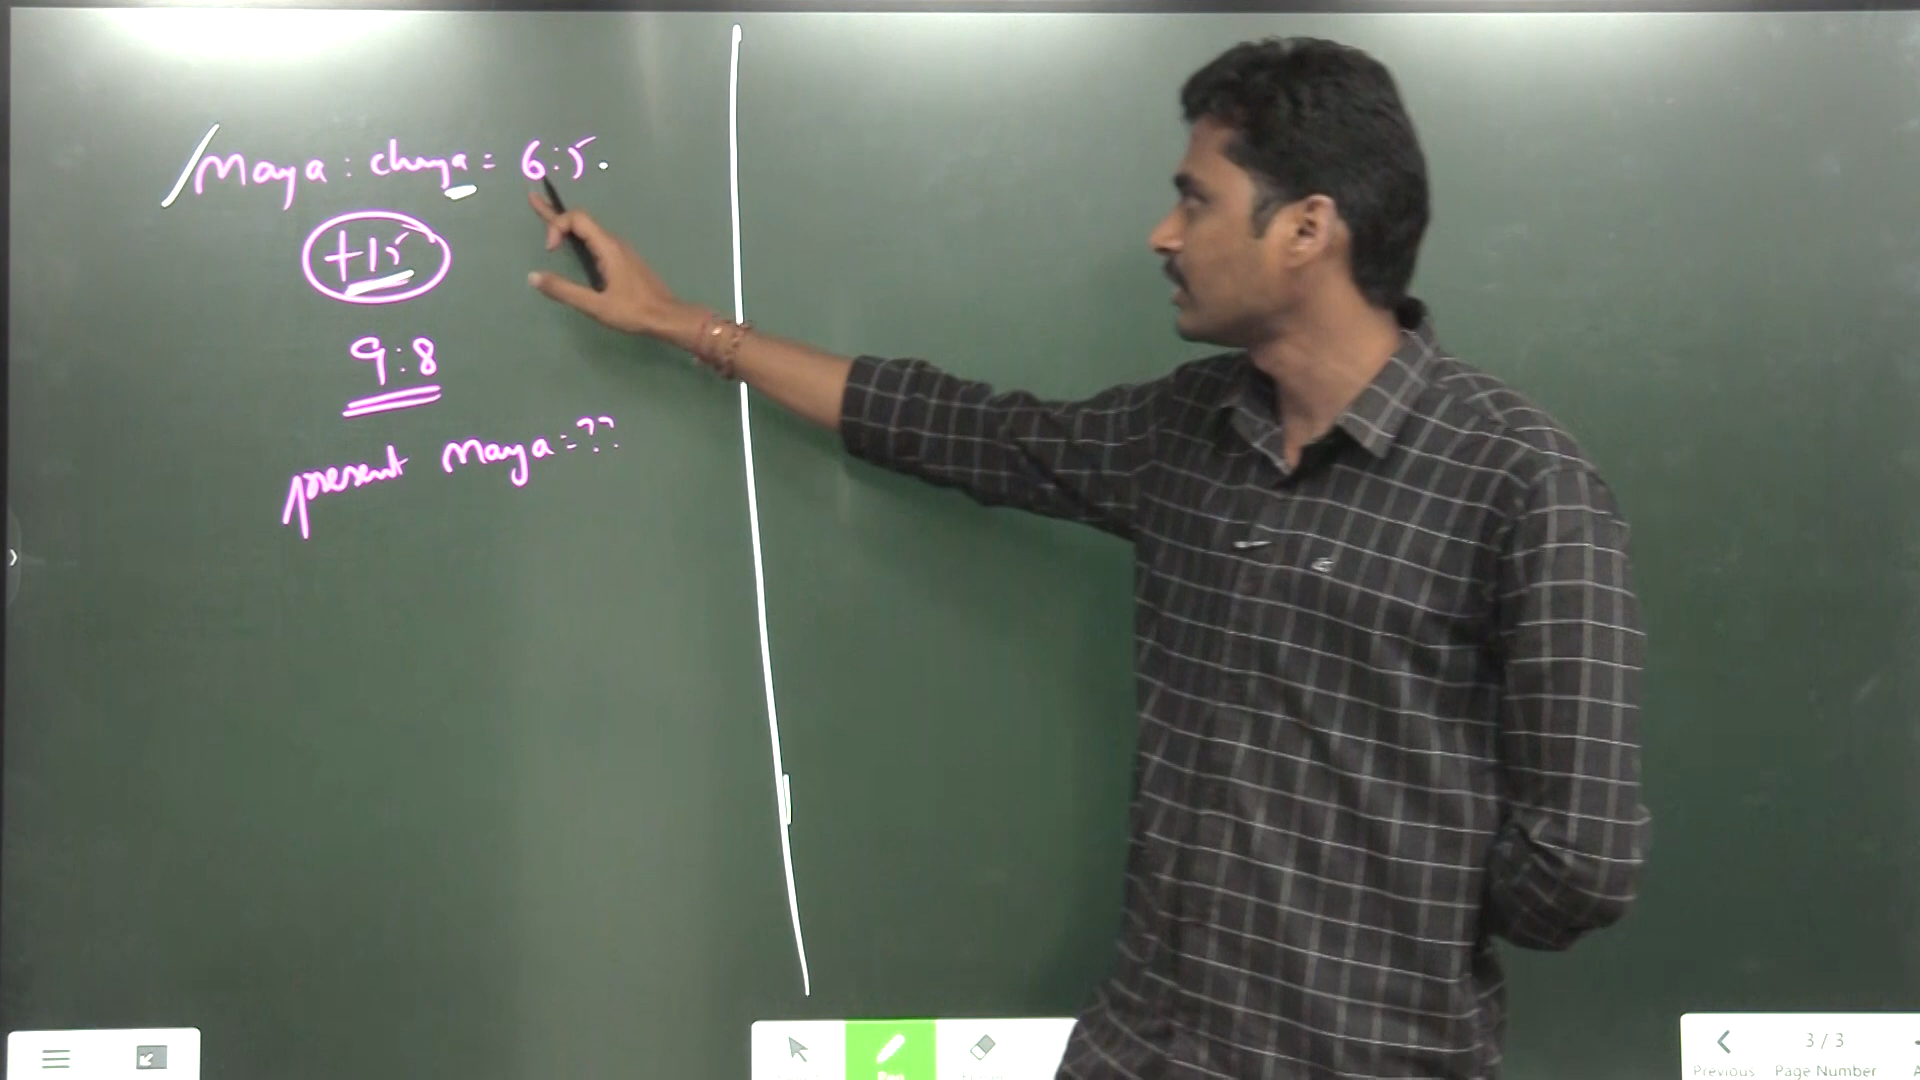 Maya : chaya = 6:5.
+15
9:8
present Maya = ??
3 / 3
Previous Page Number